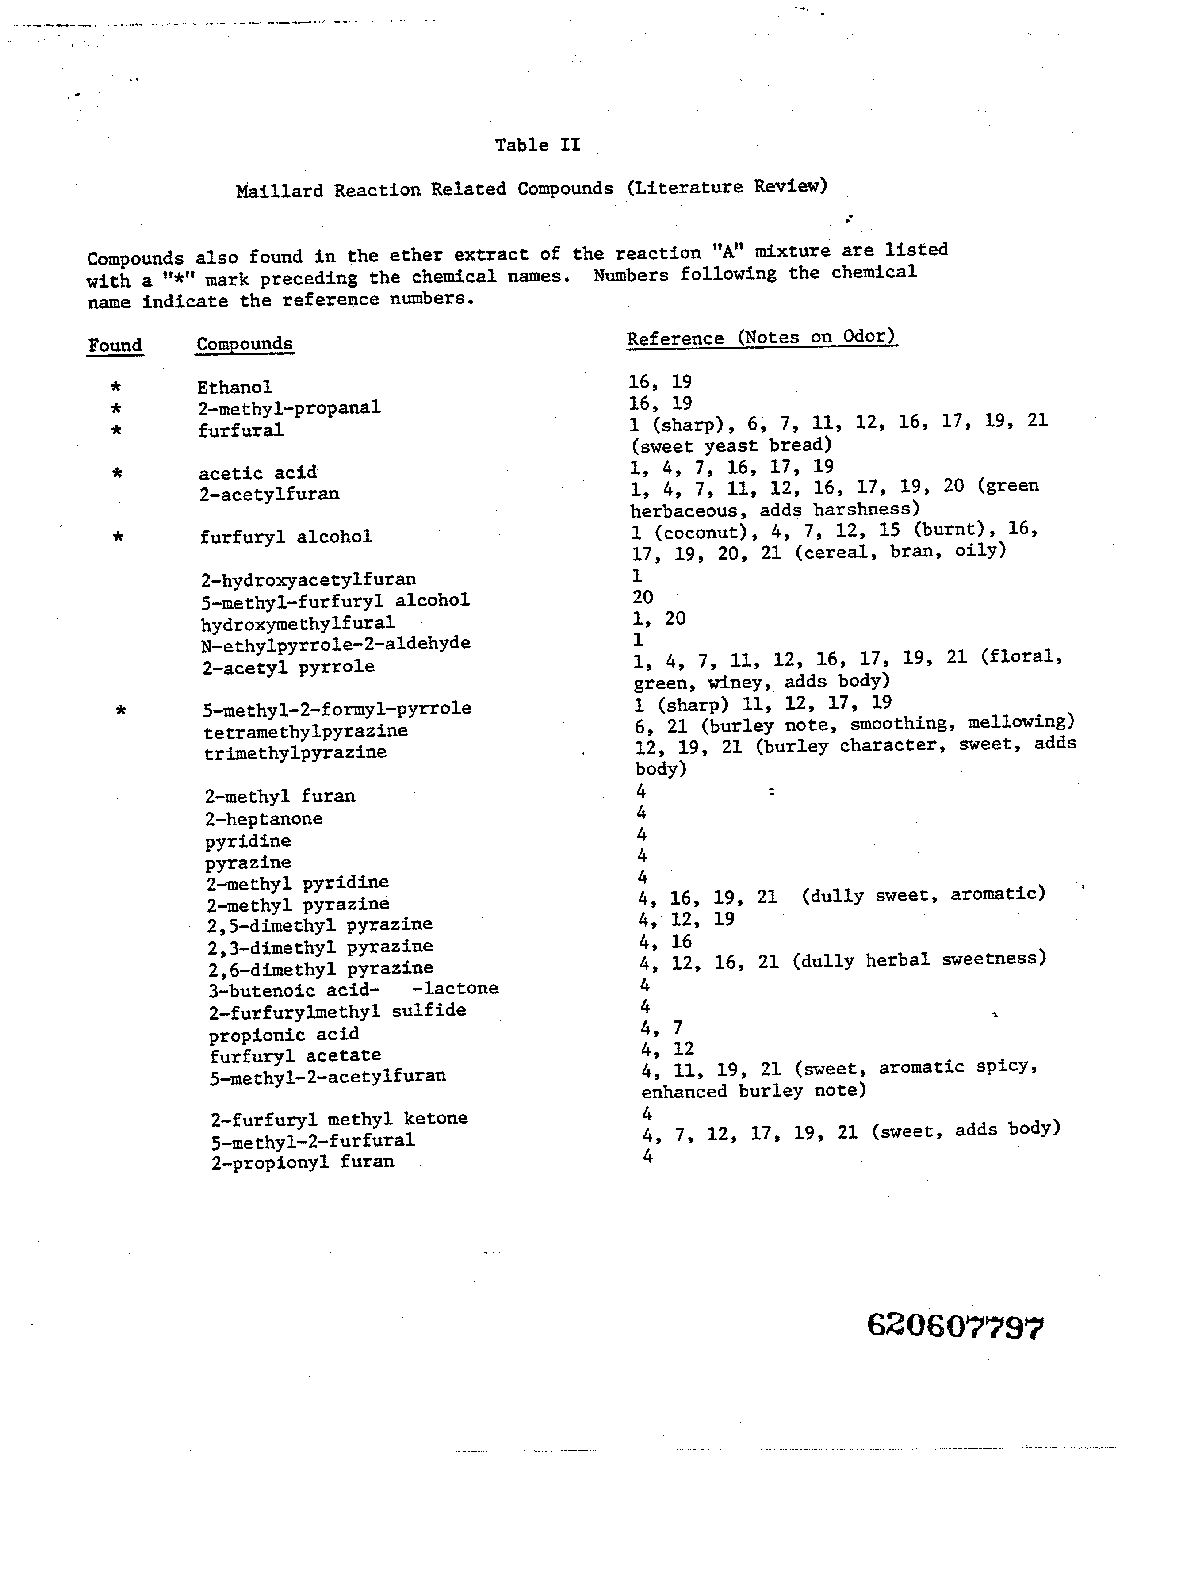 Table II
Maillard Reaction Related Compounds (Literature Review)
Compounds also found in the ether extract of the reaction "A" mixture are listed
with a "*" mark preceding the chemical names. Numbers following the chemical
name indicate the reference numbers.
Found Compounds Reference (Notes on Odor)
* Ethanol 16, 19
* 2-methyl-propanal 16, 19
* furfural 1 (sharp), 6, 7, 11, 12, 16, 17, 19, 21
(sweet yeast bread)
* acetic acid 1, 4, 7, 16, 17, 19
2-acetylfuran 1, 4, 7, 11, 12, 16, 17, 19, 20 (green
herbaceous, adds harshness)
* furfuryl alcohol 1 (coconut), 4, 7, 12, 15 (burnt), 16,
17, 19, 20, 21 (cereal, bran, oily)
2-hydroxyacetylfuran 1
5-methyl-furfuryl alcohol 20
hydroxymethylfural 1, 20
N-ethylpyrrole-2-aldehyde 1
2-acetyl pyrrole 1, 4, 7, 11, 12, 16, 17, 19, 21 (floral,
green, winey, adds body)
* 5-methyl-2-formyl-pyrrole 1 (sharp) 11, 12, 17, 19
tetramethylpyrazine 6, 21 (burley note, smoothing, mellowing)
trimethylpyrazine 12, 19, 21 (burley character, sweet, adds
body)
2-methyl furan 4
2-heptanone 4
pyridine 4
pyrazine 4
2-methyl pyridine 4
2-methyl pyrazine 4, 16, 19, 21 (dully sweet, aromatic)
2,5-dimethyl pyrazine 4, 12, 19
2,3-dimethyl pyrazine 4, 16
2,6-dimethyl pyrazine 4, 12, 16, 21 (dully herbal sweetness)
3-butenoic acid- -lactone 4
2-furfurylmethyl sulfide 4
propionic acid 4, 7
furfuryl acetate 4, 12
5-methyl-2-acetylfuran 4, 11, 19, 21 (sweet, aromatic spicy,
enhanced burley note)
2-furfuryl methyl ketone 4
5-methyl-2-furfural 4, 7, 12, 17, 19, 21 (sweet, adds body)
2-propionyl furan 4
620607797